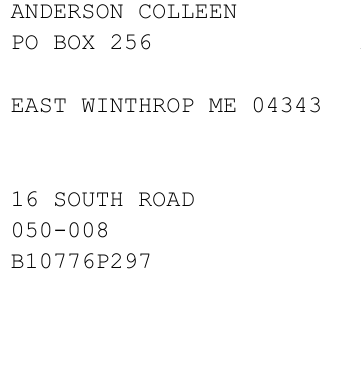 ANDERSON COLLEEN
PO BOX 256
EAST WINTHROP ME 04343
16 SOUTH ROAD
050-008
B10776P297